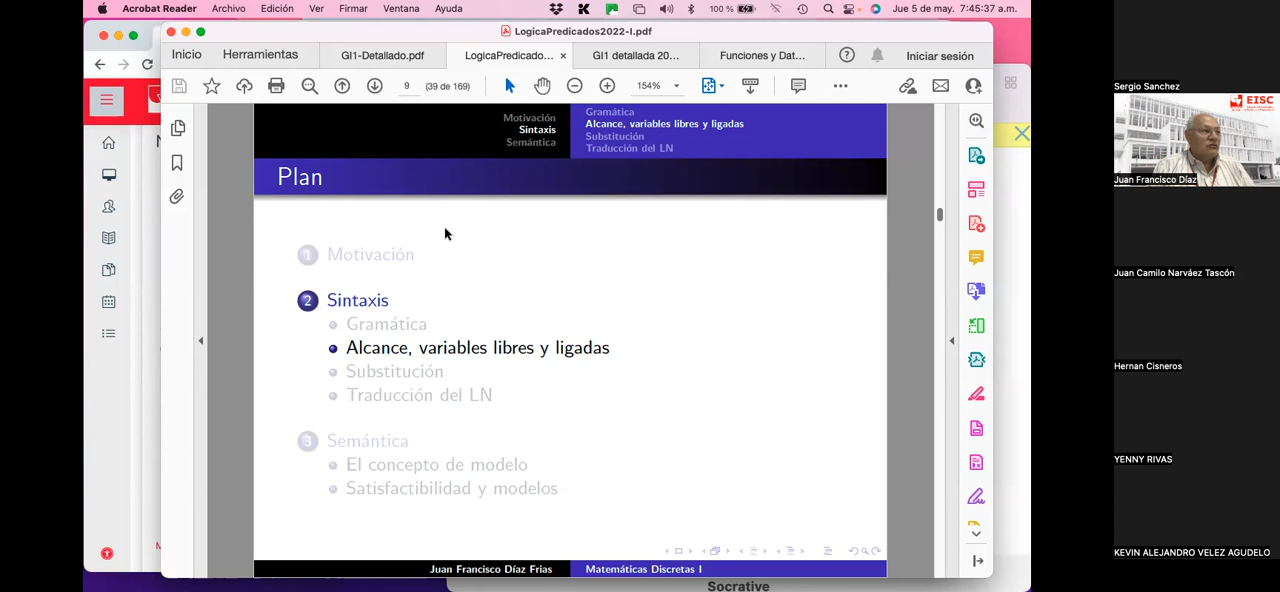 Acrobat Reader Archivo Edición Ver Firmar Ventana Ayuda 100 % Jue 5 de may. 7:45:37 a.m.
LogicaPredicados2022-I.pdf
Inicio Herramientas GI1-Detallado.pdf LogicaPredicado... × GI1 detallada 20... Funciones y Dat... Iniciar sesión
9 (39 de 169) 154%
Motivación
Sintaxis
Semántica
Gramática
Alcance, variables libres y ligadas
Substitución
Traducción del LN
Plan
1 Motivación
2 Sintaxis
Gramática
Alcance, variables libres y ligadas
Substitución
Traducción del LN
3 Semántica
El concepto de modelo
Satisfactibilidad y modelos
Juan Francisco Díaz Frias Matemáticas Discretas I
Socrative
Sergio Sanchez
EISC
Juan Francisco Díaz
Juan Camilo Narváez Tascón
Hernan Cisneros
YENNY RIVAS
KEVIN ALEJANDRO VELEZ AGUDELO